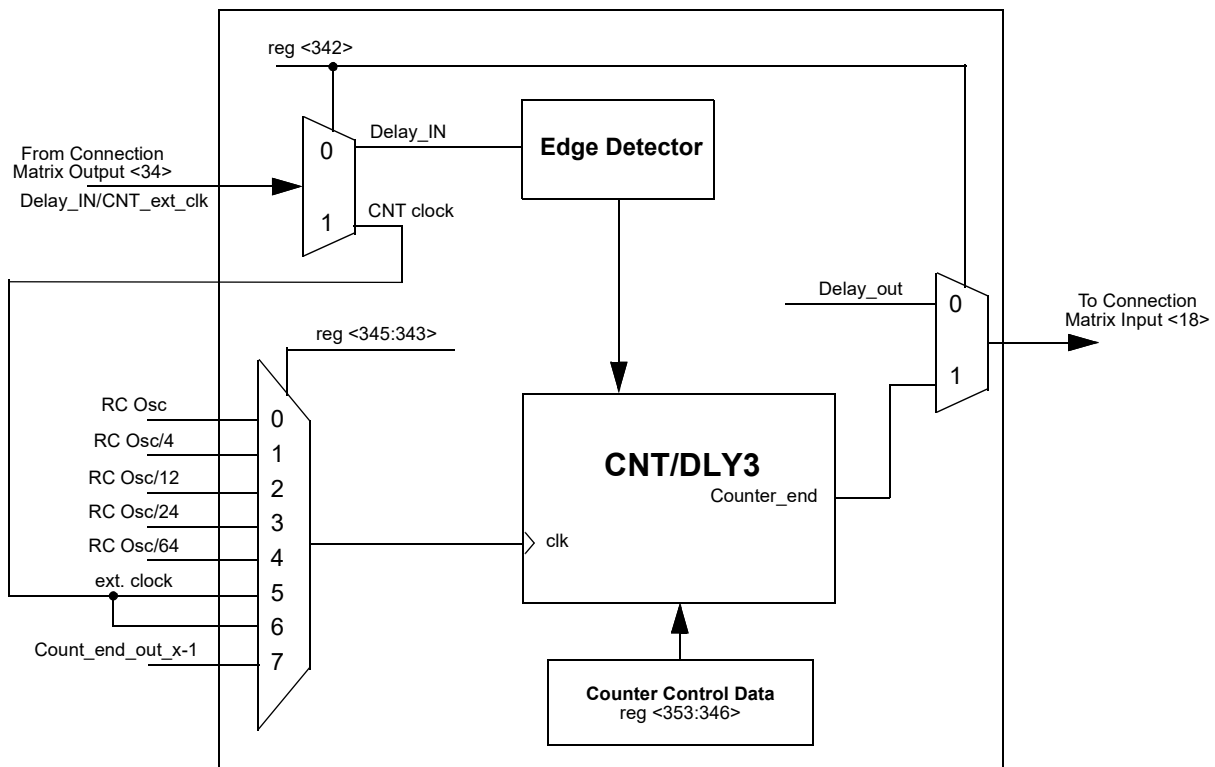 reg <342>
0
Delay_IN
Edge Detector
From Connection
Matrix Output <34>
Delay_IN/CNT_ext_clk
1
CNT clock
Delay_out
0
To Connection
Matrix Input <18>
1
reg <345:343>
RC Osc
0
RC Osc/4
1
RC Osc/12
2
RC Osc/24
3
RC Osc/64
4
ext. clock
5
6
Count_end_out_x-1
7
CNT/DLY3
Counter_end
clk
Counter Control Data
reg <353:346>